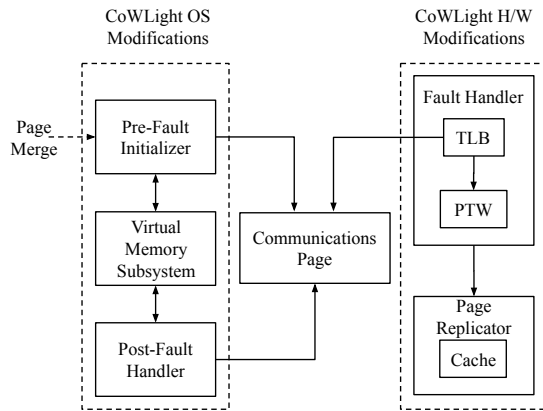 CoWLight OS
Modifications
CoWLight H/W
Modifications
Page
Merge
Pre-Fault
Initializer
Virtual
Memory
Subsystem
Post-Fault
Handler
Communications
Page
Fault Handler
TLB
PTW
Page
Replicator
Cache